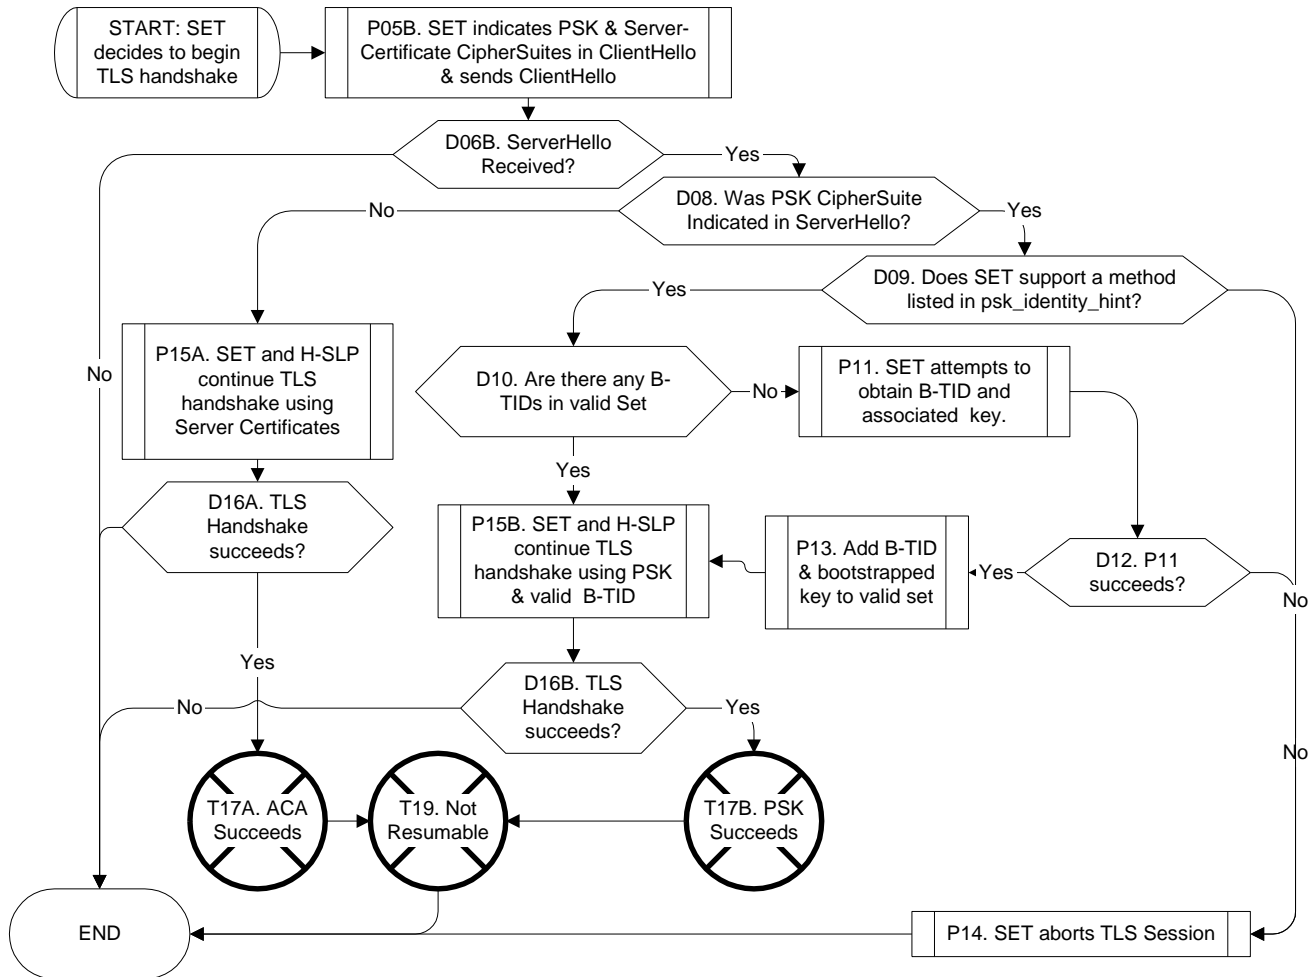 START: SET
decides to begin
TLS handshake
P05B. SET indicates PSK & Server-
Certificate CipherSuites in ClientHello
& sends ClientHello
D06B. ServerHello
Received?
Yes
D08. Was PSK CipherSuite
Indicated in ServerHello?
No
Yes
D09. Does SET support a method
listed in psk_identity_hint?
Yes
No
P15A. SET and H-SLP
continue TLS
handshake using
Server Certificates
D10. Are there any B-
TIDs in valid Set
No
P11. SET attempts to
obtain B-TID and
associated key.
Yes
D16A. TLS
Handshake
succeeds?
P15B. SET and H-SLP
continue TLS
handshake using PSK
& valid B-TID
P13. Add B-TID
& bootstrapped
key to valid set
Yes
D12. P11
succeeds?
No
Yes
D16B. TLS
Handshake
succeeds?
No
Yes
No
T17A. ACA
Succeeds
T19. Not
Resumable
T17B. PSK
Succeeds
END
P14. SET aborts TLS Session